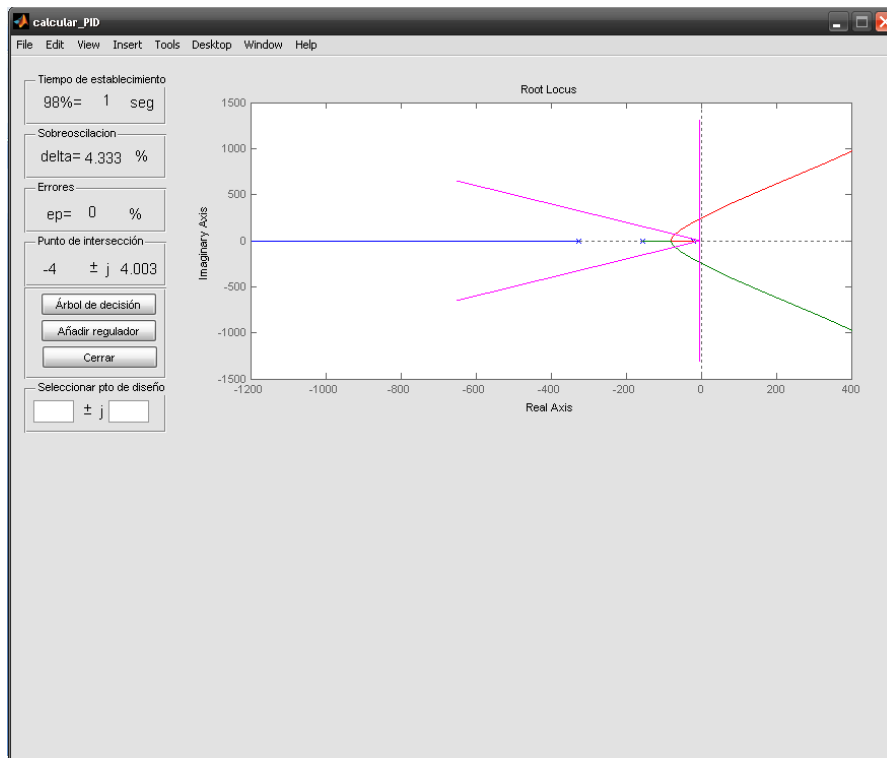 calcular_PID
File Edit View Insert Tools Desktop Window Help
Tiempo de establecimiento
98%= 1 seg
Sobreoscilacion
delta= 4.333 %
Errores
ep= 0 %
Punto de intersección
-4 ± j 4.003
Árbol de decisión
Añadir regulador
Cerrar
Seleccionar pto de diseño
± j
Root Locus
Imaginary Axis
1500
1000
500
0
-500
-1000
-1500
-1200 -1000 -800 -600 -400 -200 0 200 400
Real Axis